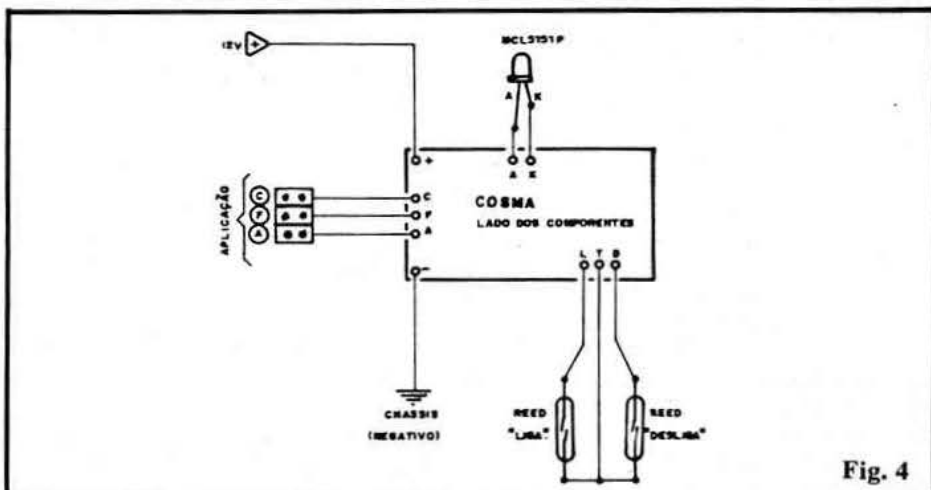 12V +
MCL5151P
A K
+
A K
APLICAÇÃO
C
F
A
C
F
A
COSMA
LADO DOS COMPONENTES
L T D
-
CHASSIS
(NEGATIVO)
REED
"LIGA"
REED
"DESLIGA"
Fig. 4